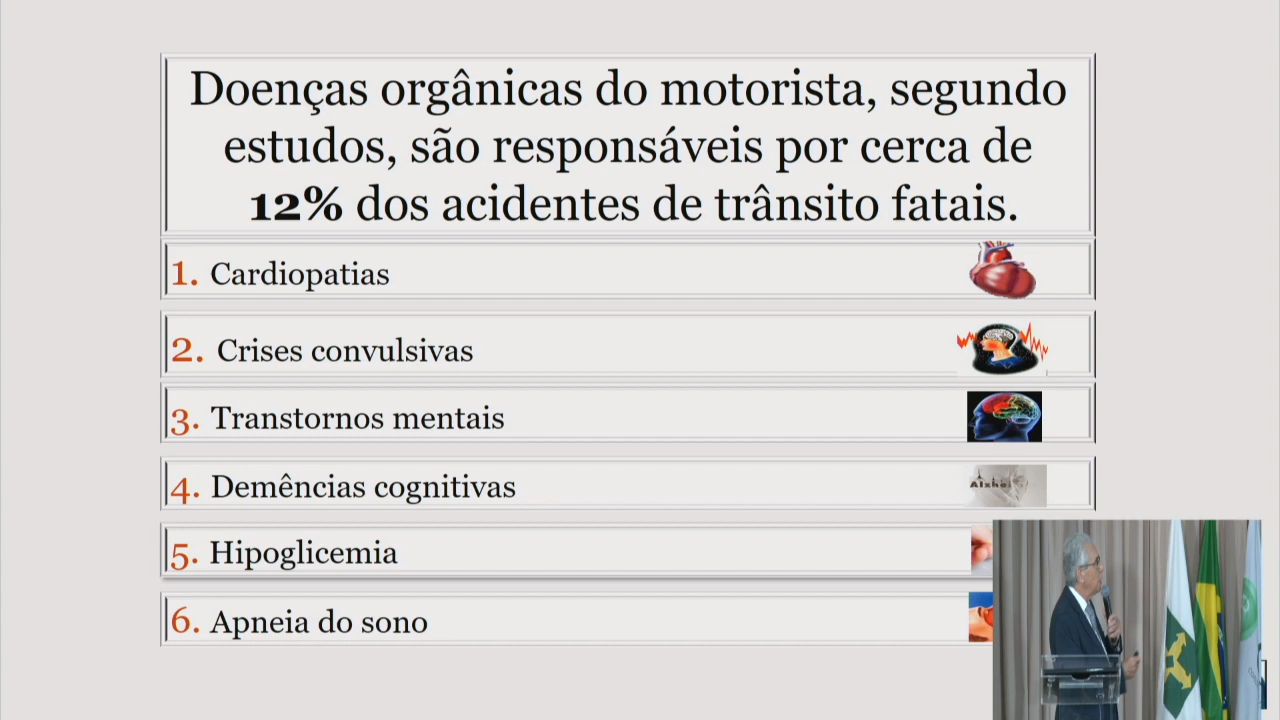 Doenças orgânicas do motorista, segundo
estudos, são responsáveis por cerca de
12% dos acidentes de trânsito fatais.
1. Cardiopatias
2. Crises convulsivas
3. Transtornos mentais
4. Demências cognitivas
5. Hipoglicemia
6. Apneia do sono